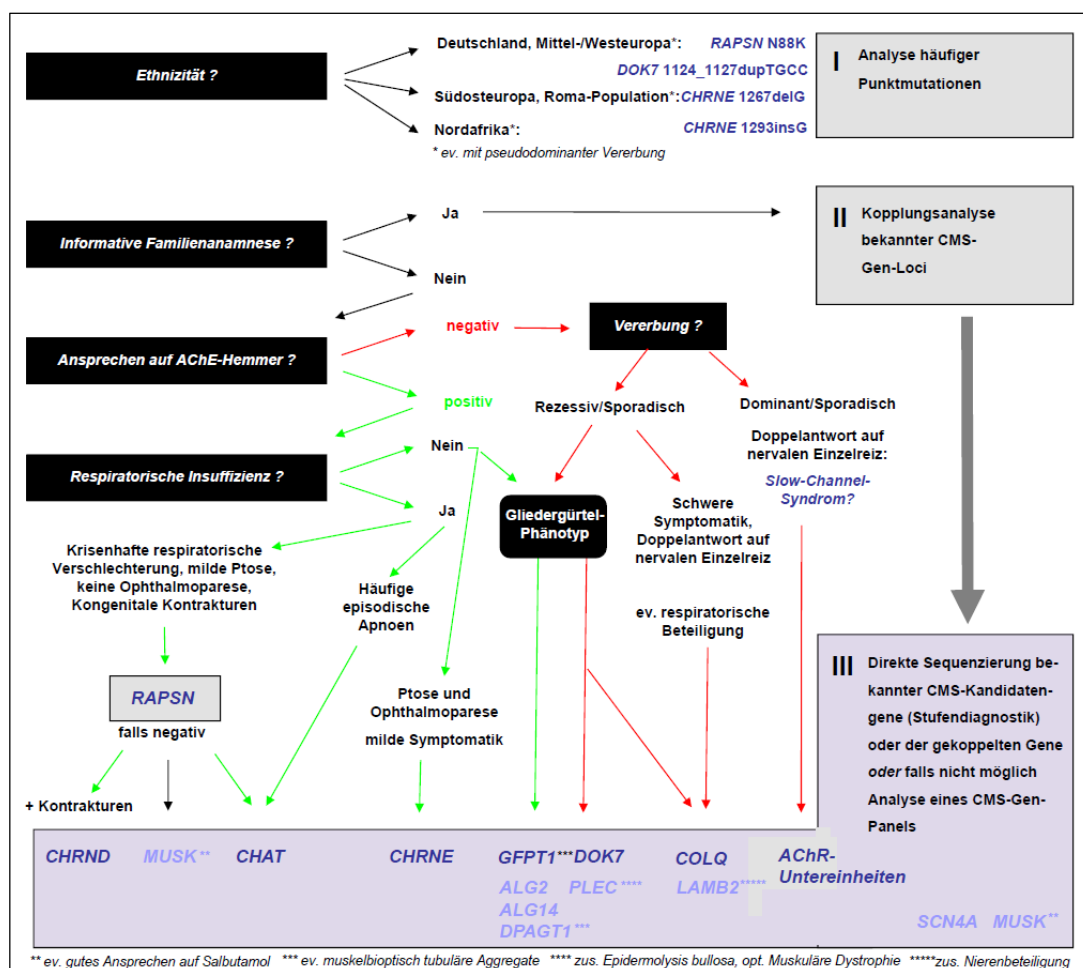 Ethnizität ?
Deutschland, Mittel-/Westeuropa*: RAPSN N88K
DOK7 1124_1127dupTGCC
Südosteuropa, Roma-Population*: CHRNE 1267delG
Nordafrika*: CHRNE 1293insG
* ev. mit pseudodominanter Vererbung
I Analyse häufiger
Punktmutationen
Informative Familienanamnese ?
Ja
Nein
II Kopplungsanalyse
bekannter CMS-
Gen-Loci
Ansprechen auf AChE-Hemmer ?
negativ
positiv
Vererbung ?
Rezessiv/Sporadisch
Dominant/Sporadisch
Doppelantwort auf
nervalen Einzelreiz:
Slow-Channel-
Syndrom?
Respiratorische Insuffizienz ?
Nein
Ja
Gliedergürtel-
Phänotyp
Schwere
Symptomatik,
Doppelantwort auf
nervalen Einzelreiz
ev. respiratorische
Beteiligung
Krisenhafte respiratorische
Verschlechterung, milde Ptose,
keine Ophthalmoparese,
Kongenitale Kontrakturen
Häufige
episodische
Apnoen
RAPSN
falls negativ
+ Kontrakturen
Ptose und
Ophthalmoparese
milde Symptomatik
III Direkte Sequenzierung be-
kannter CMS-Kandidaten-
gene (Stufendiagnostik)
oder der gekoppelten Gene
oder falls nicht möglich
Analyse eines CMS-Gen-
Panels
CHRND MUSK** CHAT CHRNE GFPT1*** DOK7 COLQ AChR-
Untereinheiten
ALG2 PLEC**** LAMB2*****
ALG14
DPAGT1***
SCN4A MUSK**
** ev. gutes Ansprechen auf Salbutamol *** ev. muskelbioptisch tubuläre Aggregate **** zus. Epidermolysis bullosa, opt. Muskuläre Dystrophie *****zus. Nierenbeteiligung